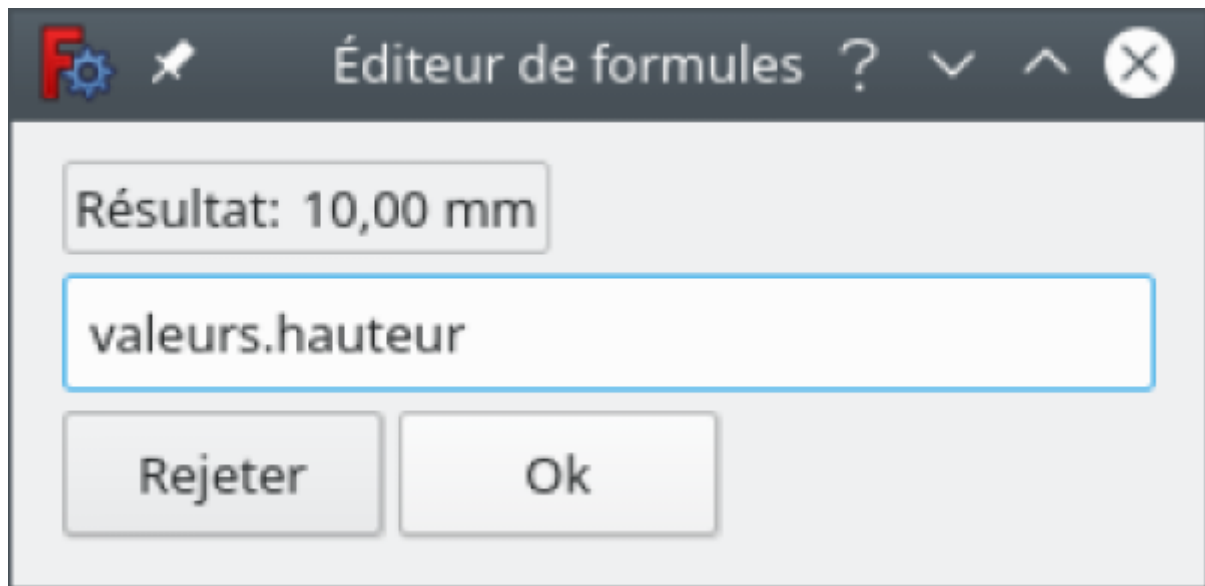 Éditeur de formules
Résultat: 10,00 mm
valeurs.hauteur
Rejeter Ok